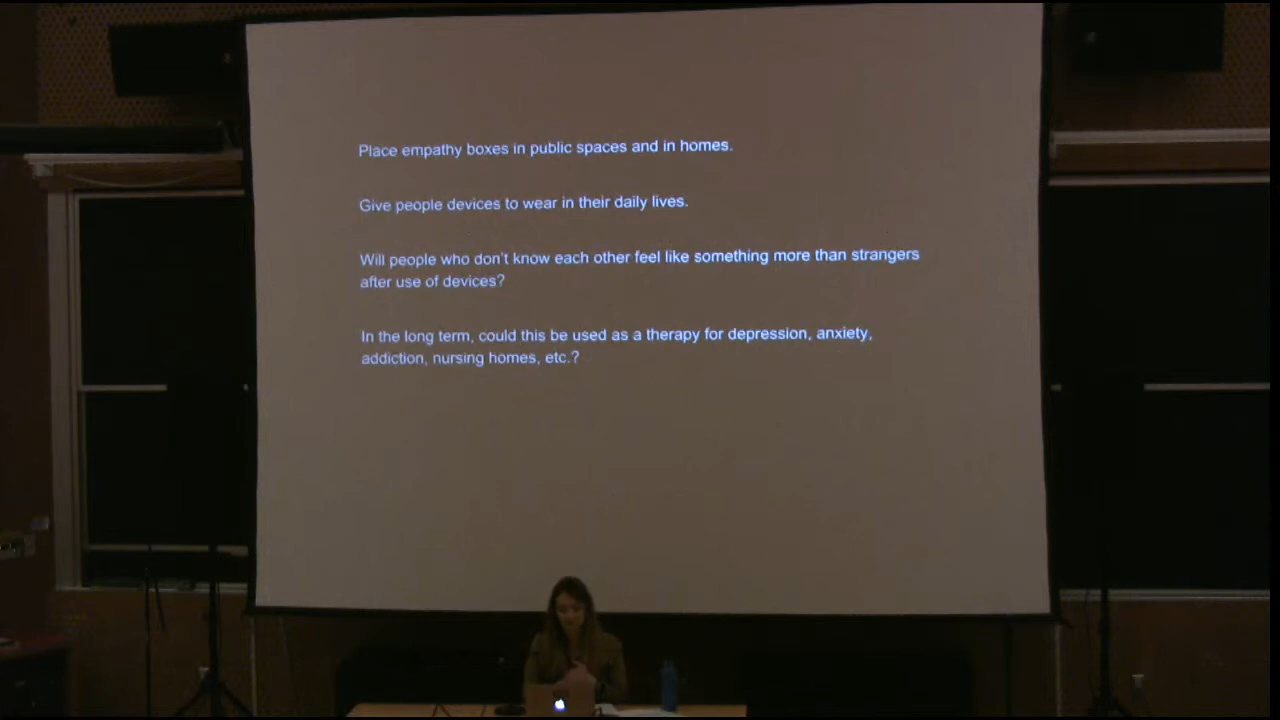 Place empathy boxes in public spaces and in homes.
Give people devices to wear in their daily lives.
Will people who don't know each other feel like something more than strangers
after use of devices?
In the long term, could this be used as a therapy for depression, anxiety,
addiction, nursing homes, etc.?